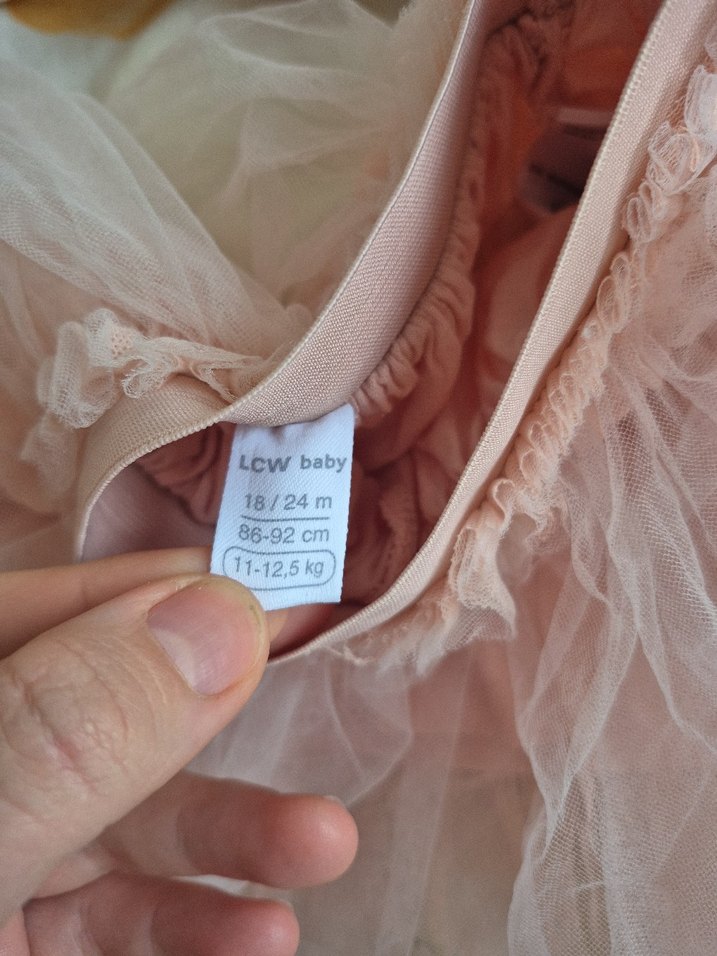 LCW baby
18 / 24 m
86-92 cm
11-12,5 kg